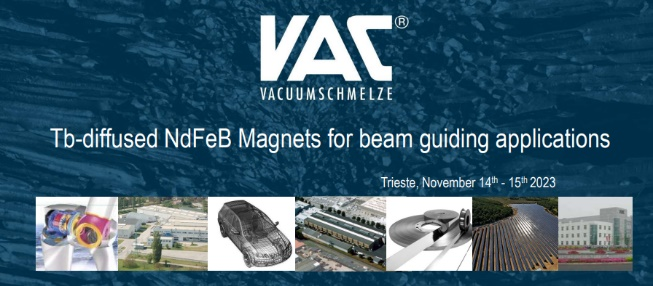 VAC®
VACUUMSCHMELZE
Tb-diffused NdFeB Magnets for beam guiding applications
Trieste, November 14th - 15th 2023